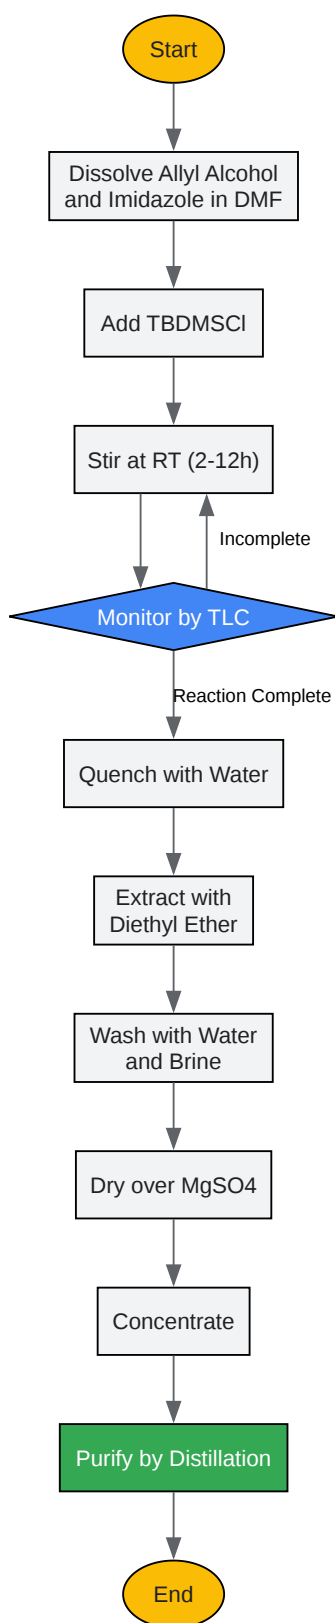 Start
Dissolve Allyl Alcohol
and Imidazole in DMF
Add TBDMSCl
Stir at RT (2-12h)
Incomplete
Monitor by TLC
Reaction Complete
Quench with Water
Extract with
Diethyl Ether
Wash with Water
and Brine
Dry over MgSO4
Concentrate
Purify by Distillation
End